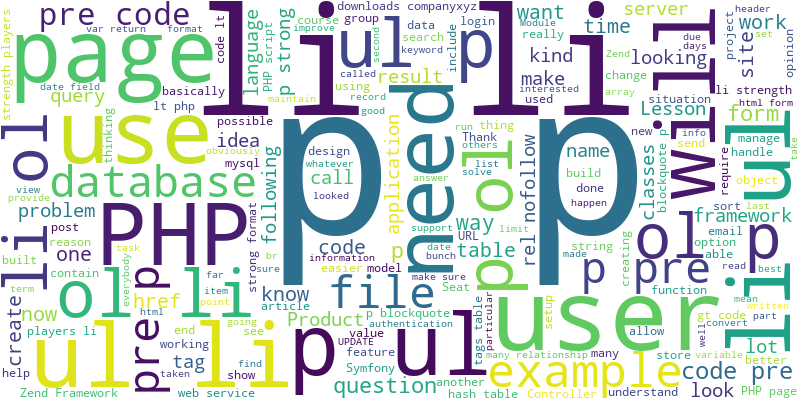 strength players
pre code
li
li
downloads companyxyz
group
login
want
server
header
due
days
project
set
var return
format
code lt
course
improve
ul
p
second
data
search
keyword
include
Module
really
kind
time
looking
Zend
work
site
opinion
page
language
PHP script
p strong
called
using
record
maintain
good
result
make
interested
used
change
array
situation
li strength
html form
date field
basically
lt php
query
thinking
use
ol
li
possible
idea
mysql
obviously
design
whatever
call
looked
p
need
application
Thank
others
run
thing
list
solve
answer
name
build
done
happen
p
Lesson
form
new
classes
blockquote p
will
info
send
require
manage
handle
object
ul
take
database
view
provide
problem
post
reason
one
built
contain
term
PHP
following
strong format
code
know
article
br
sure
information
easier
model
p
file
support
way
URL
table
date
bunch
make sure
Seat
ol
p
limit
rel nofollow
string
made
creating
ol
p
sort
last
framework
email
option
able
read
best
function
mean
written
now
task
everybody
ol
li
href
far
item
point
html
pre p
create
players li
help
end
working
tag
taken
going
see
show
find
web service
Zend Framework
ul
li
Product
value
UPDATE
feature
Symfony
question
p blockquote
authentication
p
ul
another
hash table
tags table
particular
setup
user
many relationship
many
example
Controller
p
pre
gt code
well
convert
part
li
allow
store
variable
lot
better
code pre
understand
look
PHP page